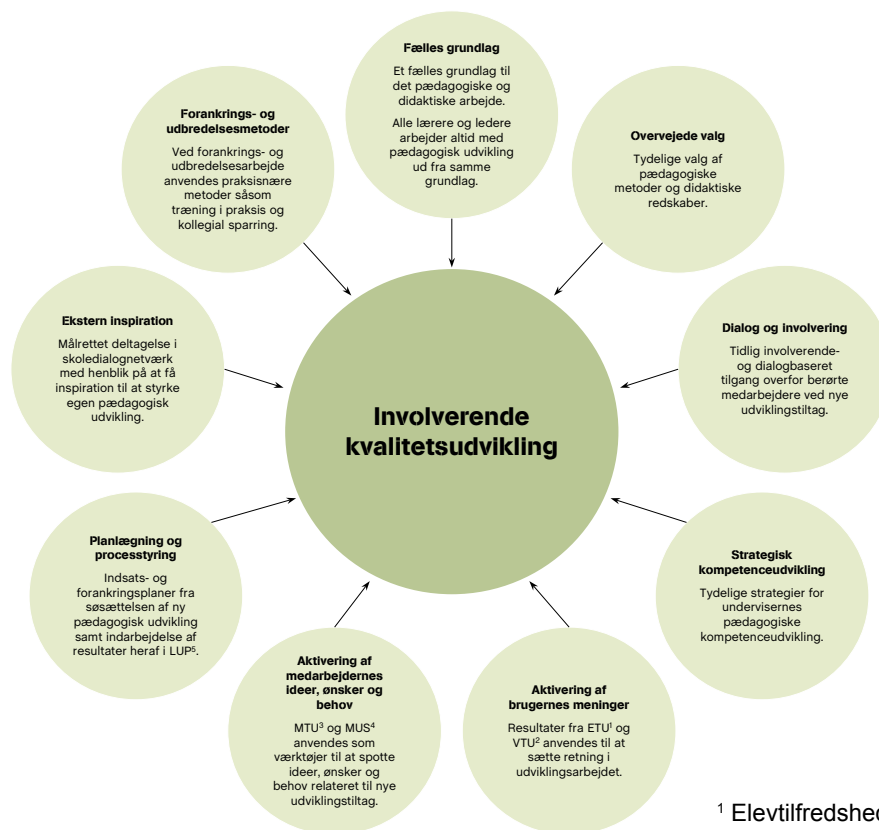 Fælles grundlag
Et fælles grundlag til
det pædagogiske og
didaktiske arbejde.
Alle lærere og ledere
arbejder altid med
pædagogisk udvikling
ud fra samme
grundlag.
Overvejede valg
Tydelige valg af
pædagogiske
metoder og didaktiske
redskaber.
Dialog og involvering
Tidlig involverende-
og dialogbaseret
tilgang overfor berørte
medarbejdere ved nye
udviklingstiltag.
Strategisk
kompetenceudvikling
Tydelige strategier for
undervisernes
pædagogiske
kompetenceudvikling.
Aktivering af
brugernes meninger
Resultater fra ETU¹ og
VTU² anvendes til at
sætte retning i
udviklingsarbejdet.
Aktivering af
medarbejdernes
ideer, ønsker og
behov
MTU³ og MUS⁴
anvendes som
værktøjer til at spotte
ideer, ønsker og
behov relateret til nye
udviklingstiltag.
Planlægning og
processtyring
Indsats- og
forankringsplaner fra
søsættelsen af ny
pædagogisk udvikling
samt indarbejdelse af
resultater heraf i LUP⁵.
Ekstern inspiration
Målrettet deltagelse i
skoledialognetværk
med henblik på at få
inspiration til at styrke
egen pædagogisk
udvikling.
Forankrings- og
udbredelsesmetoder
Ved forankrings- og
udbredelsesarbejde
anvendes praksisnære
metoder såsom
træning i praksis og
kollegial sparring.
Involverende
kvalitetsudvikling
¹ Elevtilfredshed